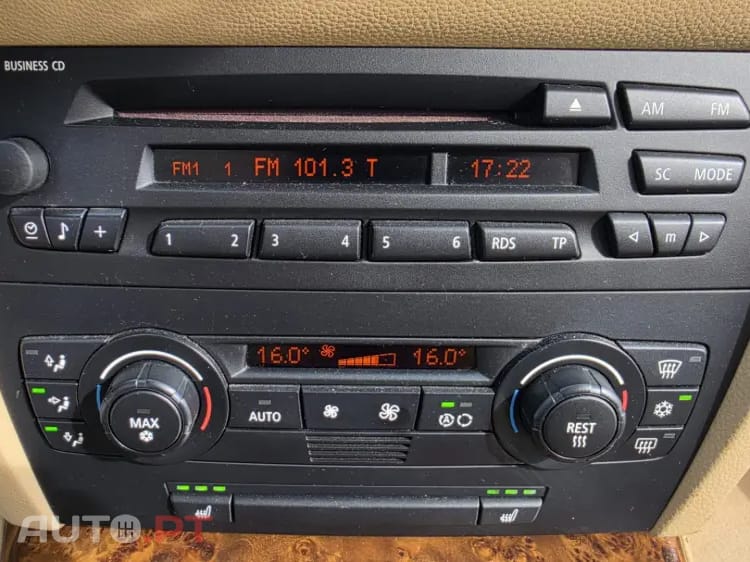 BUSINESS CD
AM FM
FM1 1 FM 101.3 T 17:22
SC MODE
1 2 3 4 5 6 RDS TP m
16.0° 16.0°
MAX
AUTO
A
REST
AUTO PT